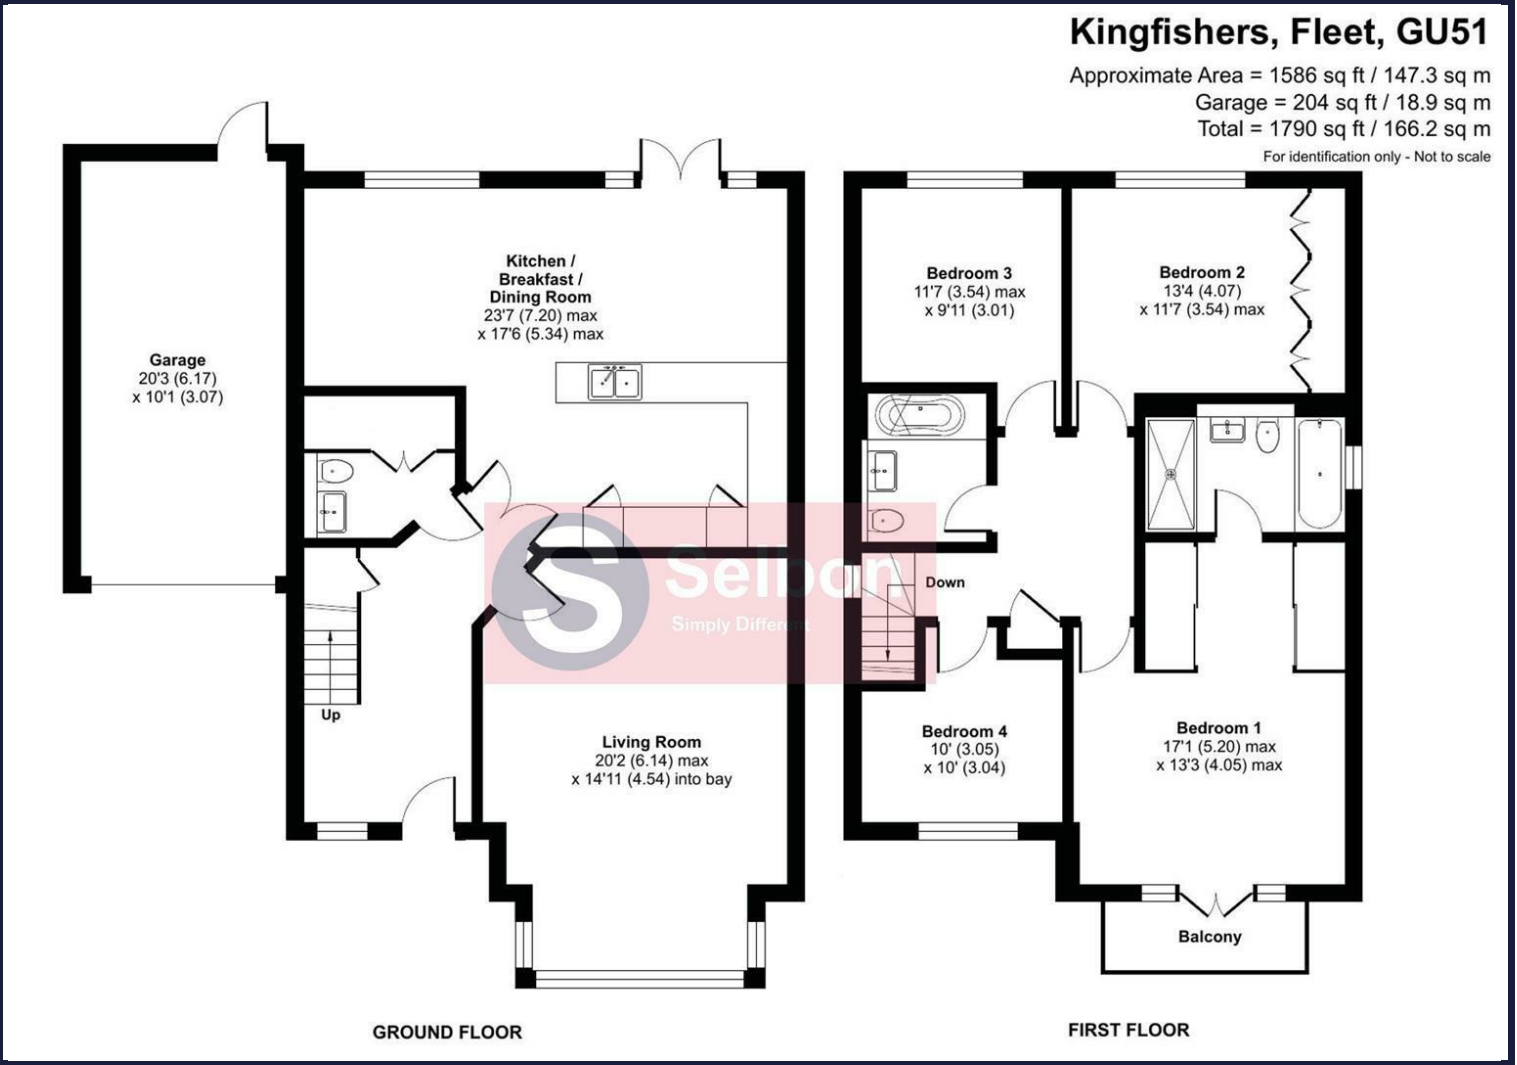 Kingfishers, Fleet, GU51
Approximate Area = 1586 sq ft / 147.3 sq m
Garage = 204 sq ft / 18.9 sq m
Total = 1790 sq ft / 166.2 sq m
For identification only - Not to scale
Kitchen /
Breakfast /
Dining Room
23'7 (7.20) max
x 17'6 (5.34) max
Garage
20'3 (6.17)
x 10'1 (3.07)
Up
Living Room
20'2 (6.14) max
x 14'11 (4.54) into bay
GROUND FLOOR
Bedroom 3
11'7 (3.54) max
x 9'11 (3.01)
Bedroom 2
13'4 (4.07)
x 11'7 (3.54) max
Down
Bedroom 4
10' (3.05)
x 10' (3.04)
Bedroom 1
17'1 (5.20) max
x 13'3 (4.05) max
Balcony
FIRST FLOOR
S Selbon
Simply Different